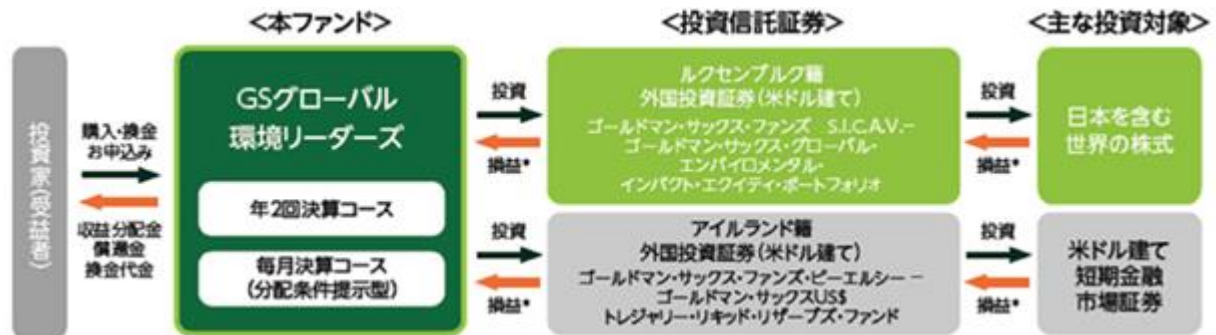 <本ファンド>
<投資信託証券>
<主な投資対象>
投資家(受益者)
購入・換金
お申込み
収益分配金
償還金
換金代金
GSグローバル
環境リーダーズ
年2回決算コース
毎月決算コース
(分配条件提示型)
投資
損益*
ルクセンブルク籍
外国投資証券(米ドル建て)
ゴールドマン・サックス・ファンズ S.I.C.A.V.-
ゴールドマン・サックス・グローバル・
エンバイロメンタル・
インパクト・エクイティ・ポートフォリオ
投資
損益*
日本を含む
世界の株式
投資
損益*
アイルランド籍
外国投資証券(米ドル建て)
ゴールドマン・サックス・ファンズ・ピーエルシー −
ゴールドマン・サックスUS$
トレジャリー・リキッド・リザーブズ・ファンド
投資
損益*
米ドル建て
短期金融
市場証券